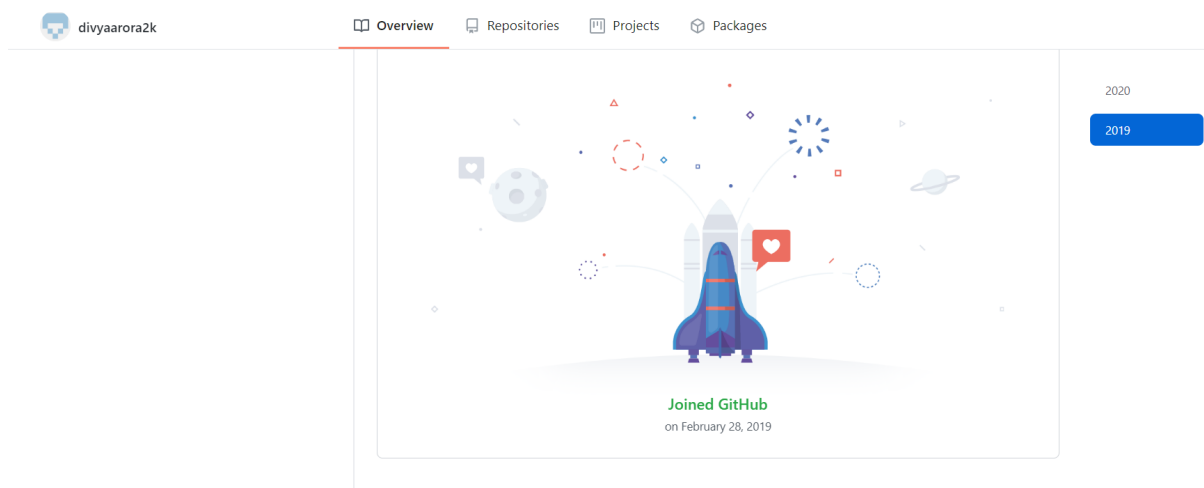 divyaarora2k
Overview Repositories Projects Packages
2020
2019
Joined GitHub
on February 28, 2019